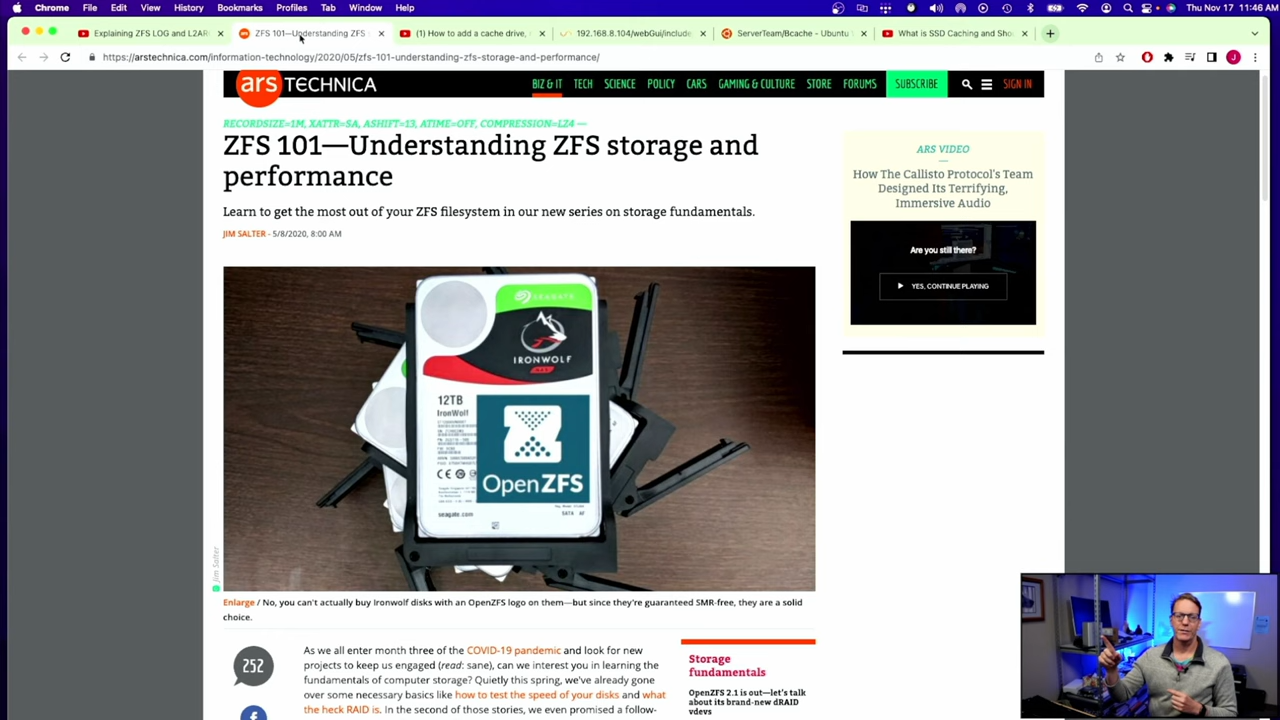 Chrome File Edit View History Bookmarks Profiles Tab Window Help
Thu Nov 17 11:46 AM
Explaining ZFS LOG and L2AR
ZFS 101—Understanding ZFS
(1) How to add a cache drive,
192.168.8.104/webGui/include
ServerTeam/Bcache - Ubuntu
What is SSD Caching and Sho
https://arstechnica.com/information-technology/2020/05/zfs-101-understanding-zfs-storage-and-performance/
J
ars TECHNICA
BIZ & IT TECH SCIENCE POLICY CARS GAMING & CULTURE STORE FORUMS SUBSCRIBE SIGN IN
RECORDSIZE=1M, XATTR=SA, ASHIFT=13, ATIME=OFF, COMPRESSION=LZ4 —
ZFS 101—Understanding ZFS storage and
performance
Learn to get the most out of your ZFS filesystem in our new series on storage fundamentals.
JIM SALTER - 5/8/2020, 8:00 AM
ARS VIDEO
How The Callisto Protocol's Team
Designed Its Terrifying,
Immersive Audio
Are you still there?
YES, CONTINUE PLAYING
SEAGATE
IRONWOLF
12TB
IronWolf
OpenZFS
seagate.com
Jim Salter
Enlarge / No, you can't actually buy Ironwolf disks with an OpenZFS logo on them—but since they're guaranteed SMR-free, they are a solid
choice.
252
As we all enter month three of the COVID-19 pandemic and look for new
projects to keep us engaged (read: sane), can we interest you in learning the
fundamentals of computer storage? Quietly this spring, we've already gone
over some necessary basics like how to test the speed of your disks and what
the heck RAID is. In the second of those stories, we even promised a follow-
Storage
fundamentals
OpenZFS 2.1 is out—let's talk
about its brand-new dRAID
vdevs